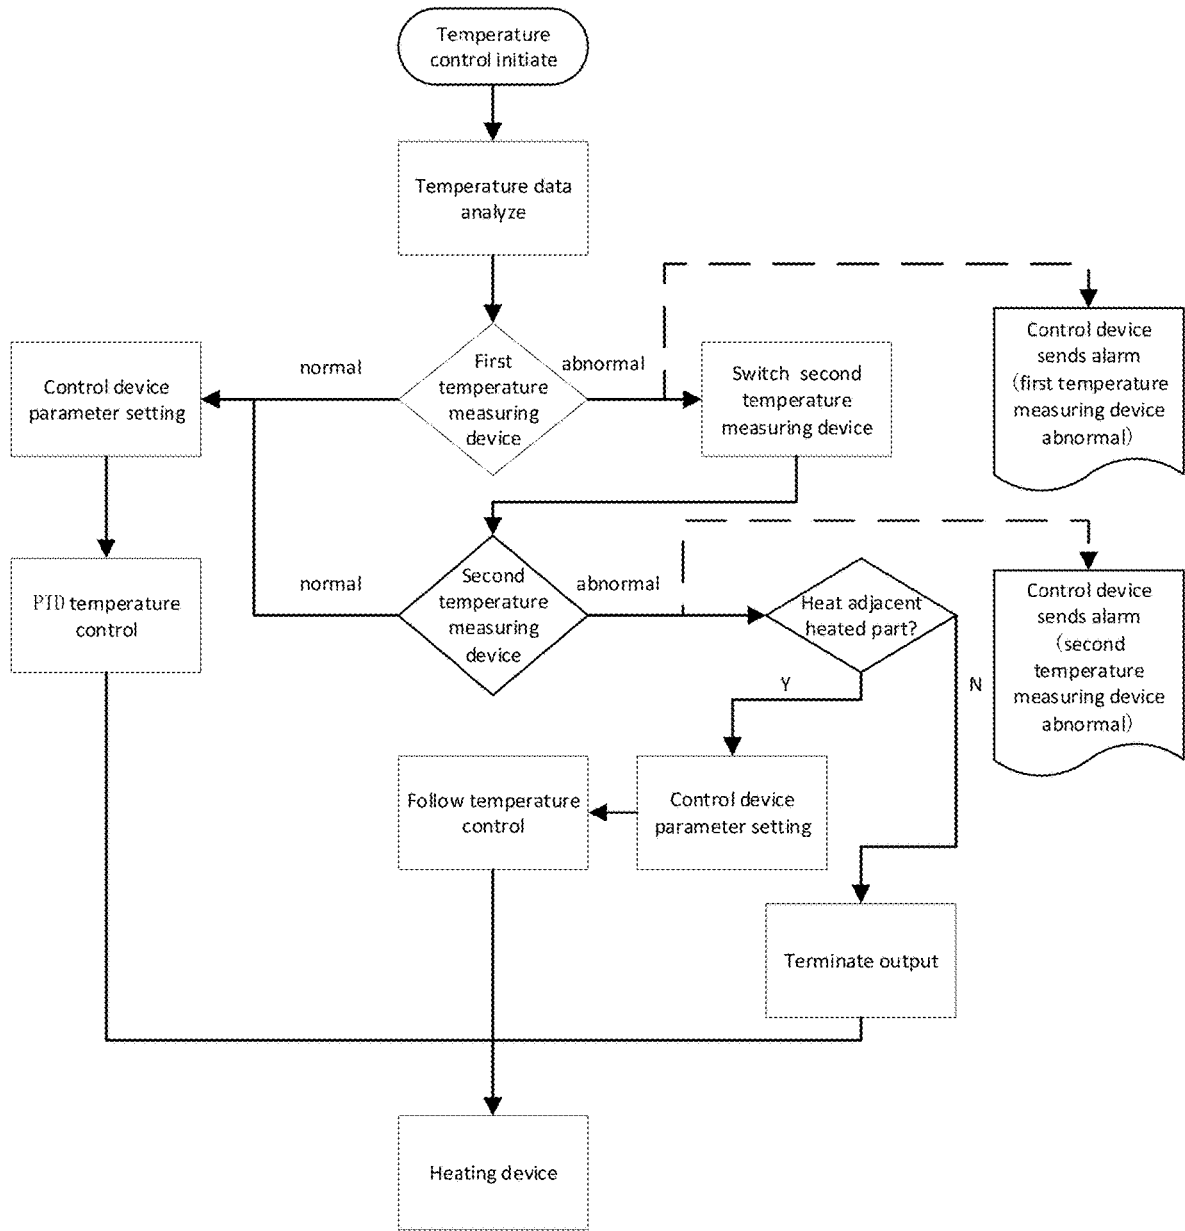 Temperature
control initiate
Temperature data
analyze
normal
First
temperature
measuring
device
abnormal
Switch second
temperature
measuring device
Control device
sends alarm
(first temperature
measuring device
abnormal)
Control device
parameter setting
normal
Second
temperature
measuring
device
abnormal
Heat adjacent
heated part?
Control device
sends alarm
(second
temperature
measuring device
abnormal)
PID temperature
control
Y
N
Follow temperature
control
Control device
parameter setting
Terminate output
Heating device